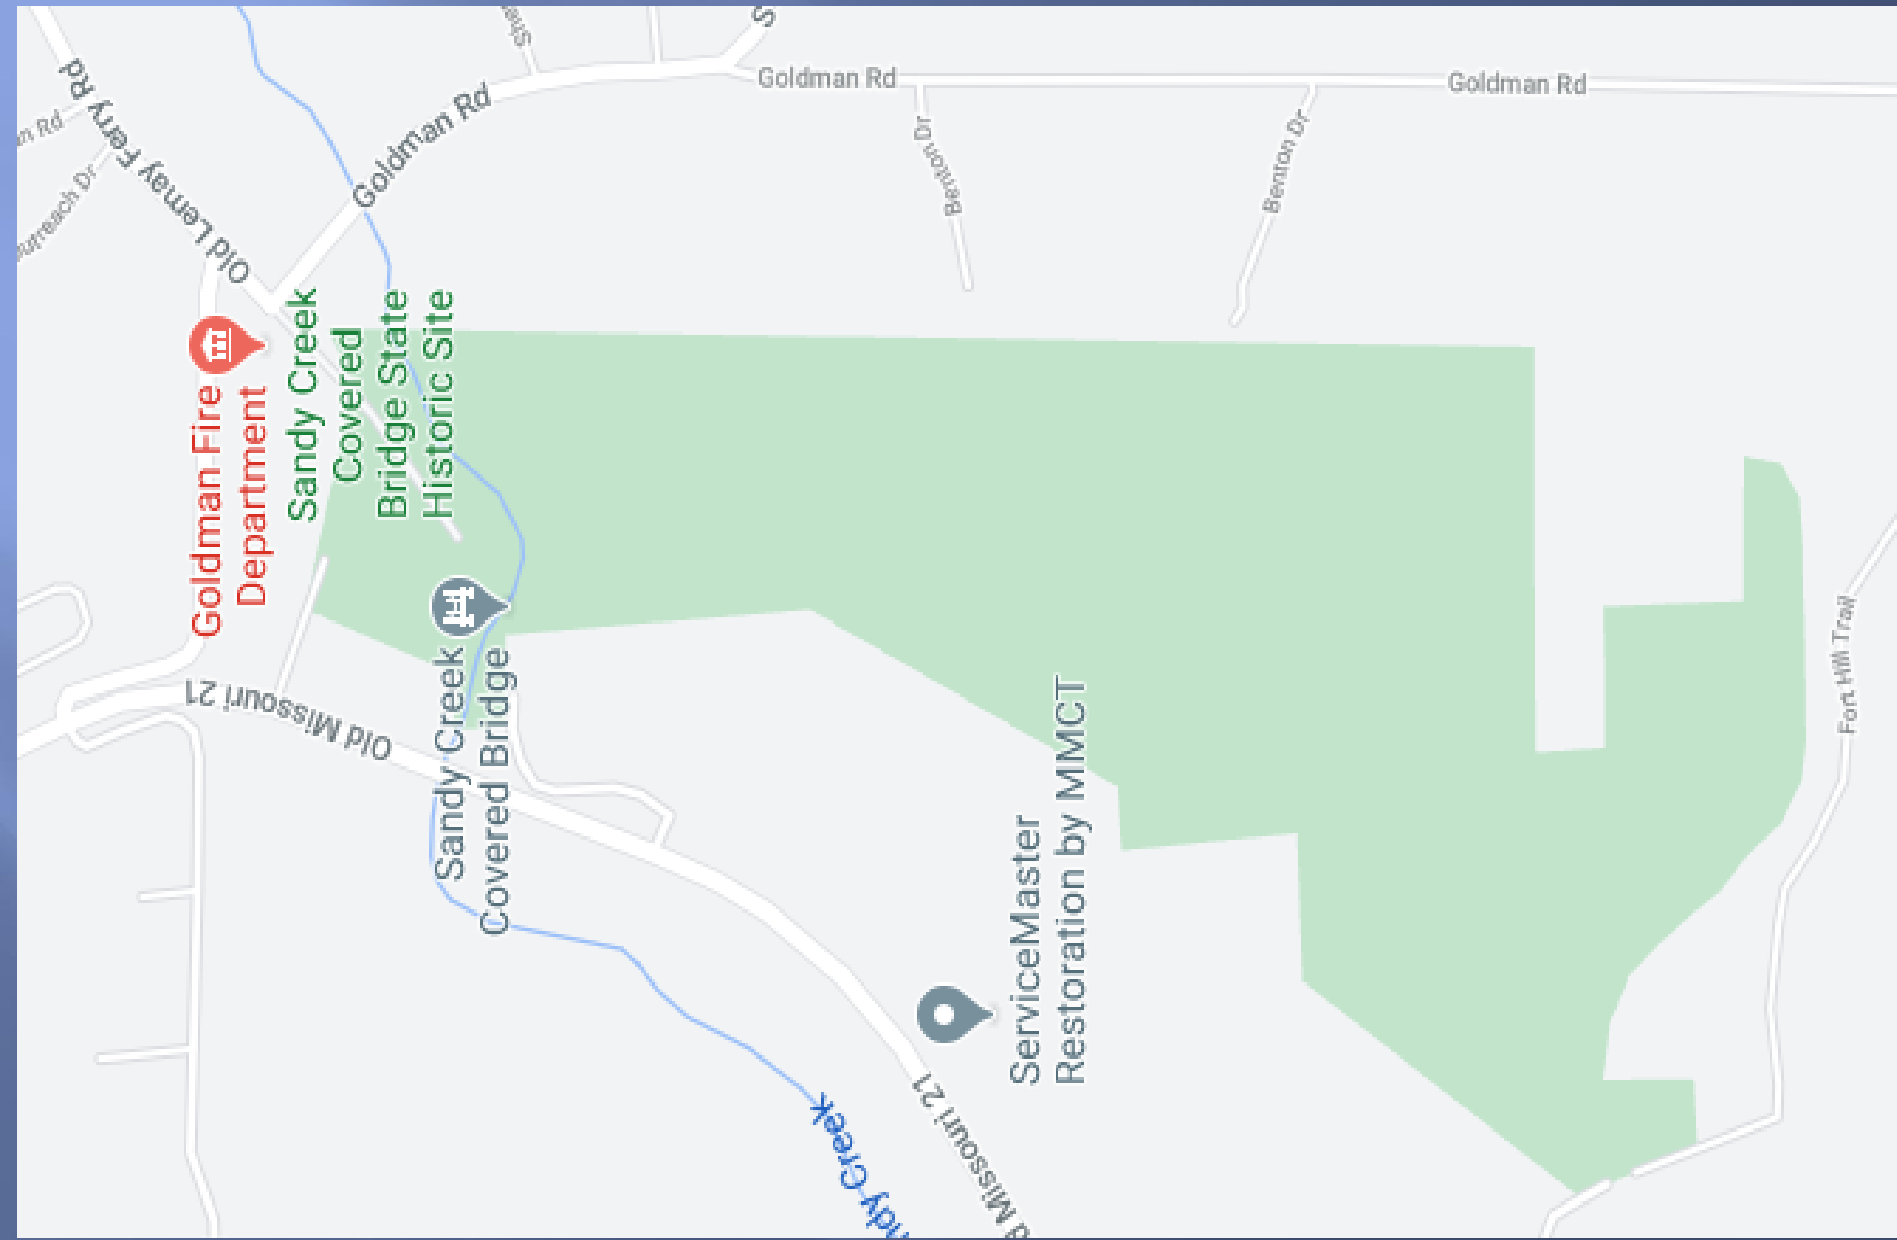 Old Lemay Ferry Rd
Goldman Rd
Goldman Rd
Goldman Rd
Benton Dr
Benton Dr
Goldman Fire
Department
Sandy Creek
Covered
Bridge State
Historic Site
Old Missouri 21
Sandy Creek
Covered Bridge
ServiceMaster
Restoration by MMCT
Missouri 21
Creek
Fort Hill Trail